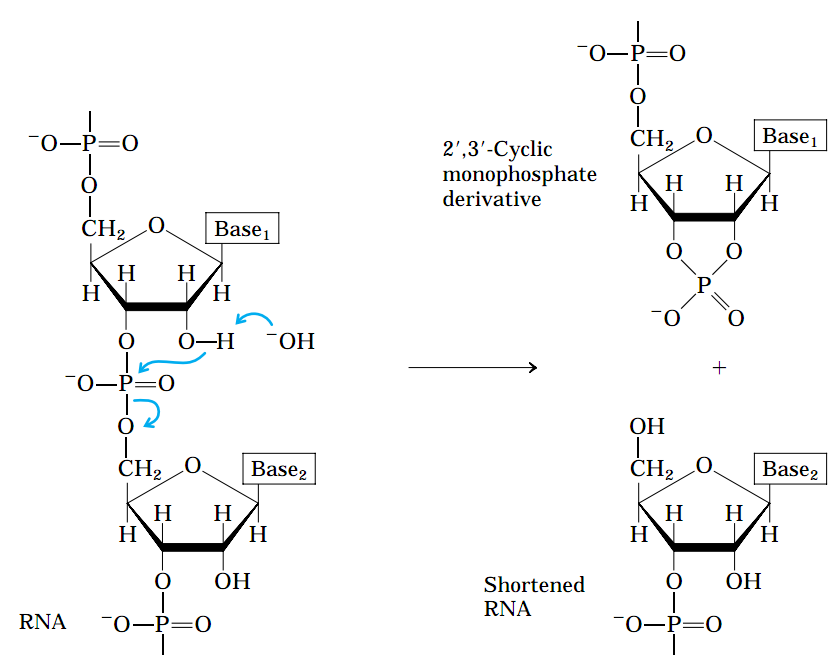 ⁻O—P=O
O
CH₂ O Base₁
H H
H H
O O—H ⁻OH
⁻O—P=O
O
CH₂ O Base₂
H H
H H
O OH
RNA ⁻O—P=O
⁻O—P=O
O
CH₂ O Base₁
2′,3′-Cyclic
monophosphate
derivative
H H
H H
O O
P
⁻O O
+
OH
CH₂ O Base₂
H H
H H
O OH
Shortened
RNA
⁻O—P=O